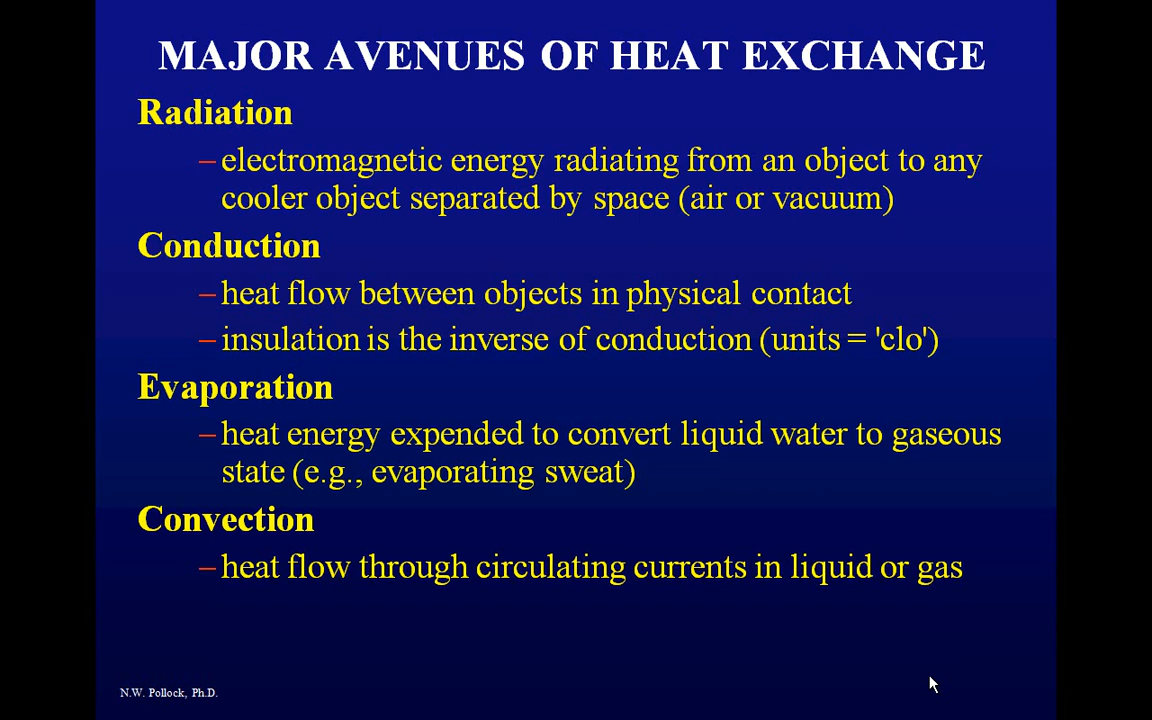 MAJOR AVENUES OF HEAT EXCHANGE
Radiation
–electromagnetic energy radiating from an object to any
cooler object separated by space (air or vacuum)
Conduction
–heat flow between objects in physical contact
–insulation is the inverse of conduction (units = 'clo')
Evaporation
–heat energy expended to convert liquid water to gaseous
state (e.g., evaporating sweat)
Convection
–heat flow through circulating currents in liquid or gas
N.W. Pollock, Ph.D.